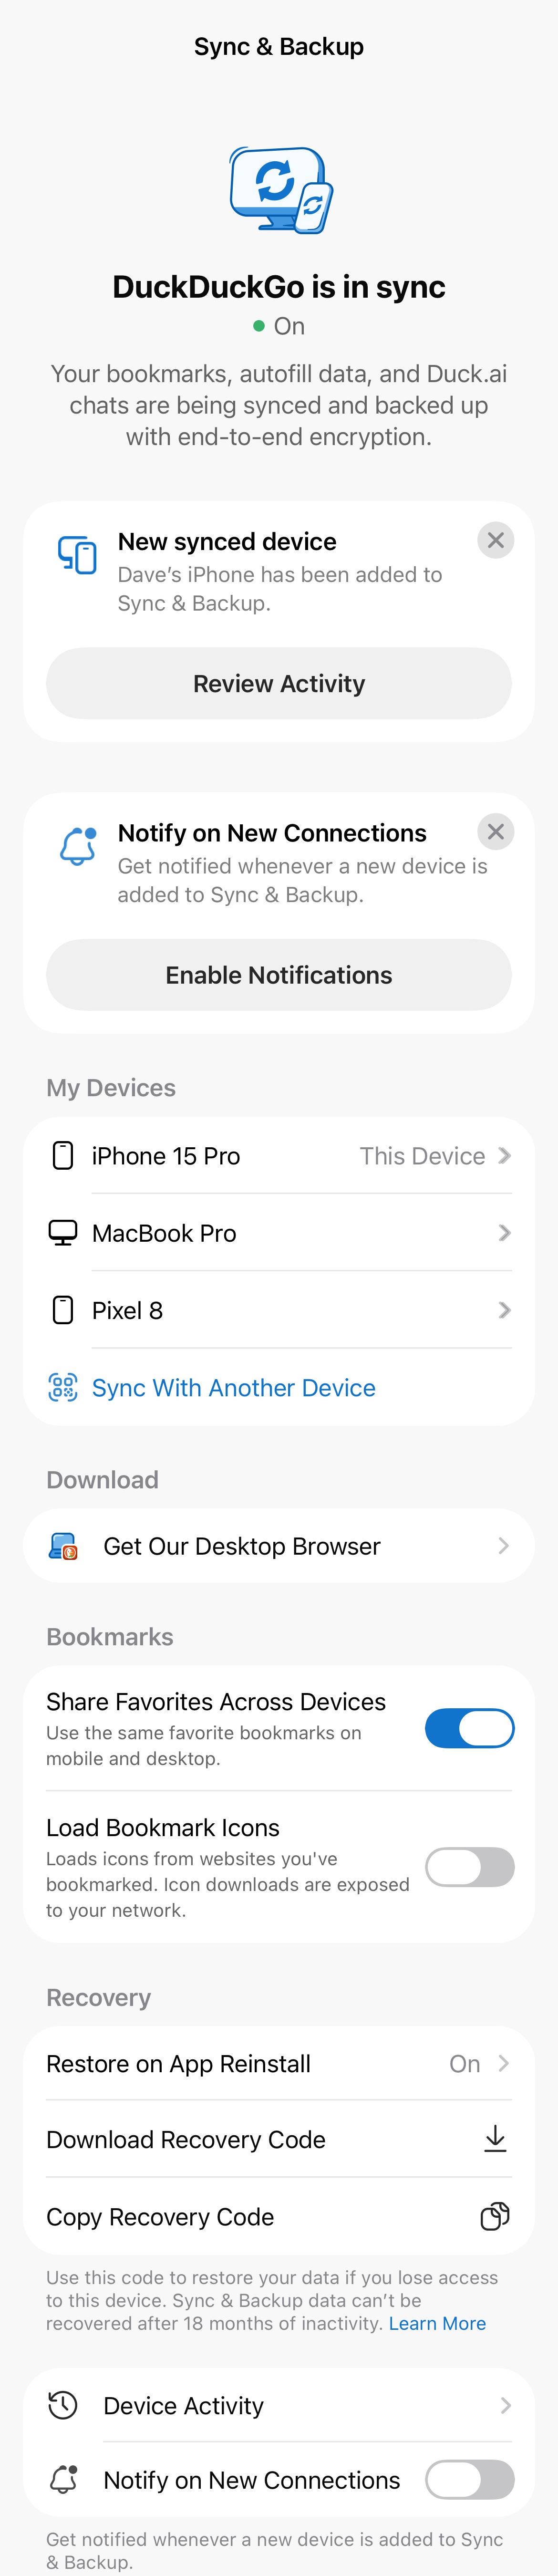 Sync & Backup
DuckDuckGo is in sync
On
Your bookmarks, autofill data, and Duck.ai
chats are being synced and backed up
with end-to-end encryption.
New synced device
Dave’s iPhone has been added to
Sync & Backup.
Review Activity
Notify on New Connections
Get notified whenever a new device is
added to Sync & Backup.
Enable Notifications
My Devices
iPhone 15 Pro This Device
MacBook Pro
Pixel 8
Sync With Another Device
Download
Get Our Desktop Browser
Bookmarks
Share Favorites Across Devices
Use the same favorite bookmarks on
mobile and desktop.
Load Bookmark Icons
Loads icons from websites you've
bookmarked. Icon downloads are exposed
to your network.
Recovery
Restore on App Reinstall On
Download Recovery Code
Copy Recovery Code
Use this code to restore your data if you lose access
to this device. Sync & Backup data can’t be
recovered after 18 months of inactivity. Learn More
Device Activity
Notify on New Connections
Get notified whenever a new device is added to Sync
& Backup.